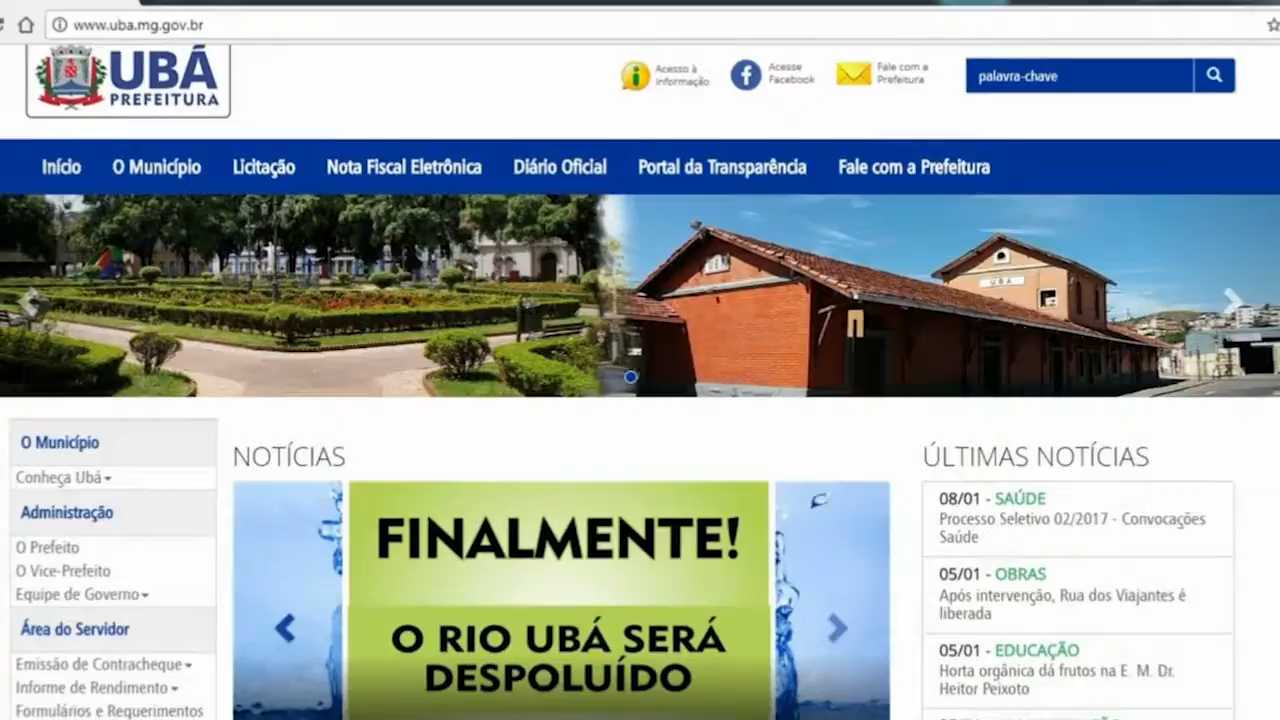 www.uba.mg.gov.br
UBÁ
PREFEITURA
Acesso à
Informação
Acesse
Facebook
Fale com a
Prefeitura
palavra-chave
Início
O Município
Licitação
Nota Fiscal Eletrônica
Diário Oficial
Portal da Transparência
Fale com a Prefeitura
UBÁ
O Município
Conheça Ubá
Administração
O Prefeito
O Vice-Prefeito
Equipe de Governo
Área do Servidor
Emissão de Contracheque
Informe de Rendimento
Formulários e Requerimentos
NOTÍCIAS
FINALMENTE!
O RIO UBÁ SERÁ
DESPOLUÍDO
ÚLTIMAS NOTÍCIAS
08/01 - SAÚDE
Processo Seletivo 02/2017 - Convocações
Saúde
05/01 - OBRAS
Após intervenção, Rua dos Viajantes é
liberada
05/01 - EDUCAÇÃO
Horta orgânica dá frutos na E. M. Dr.
Heitor Peixoto